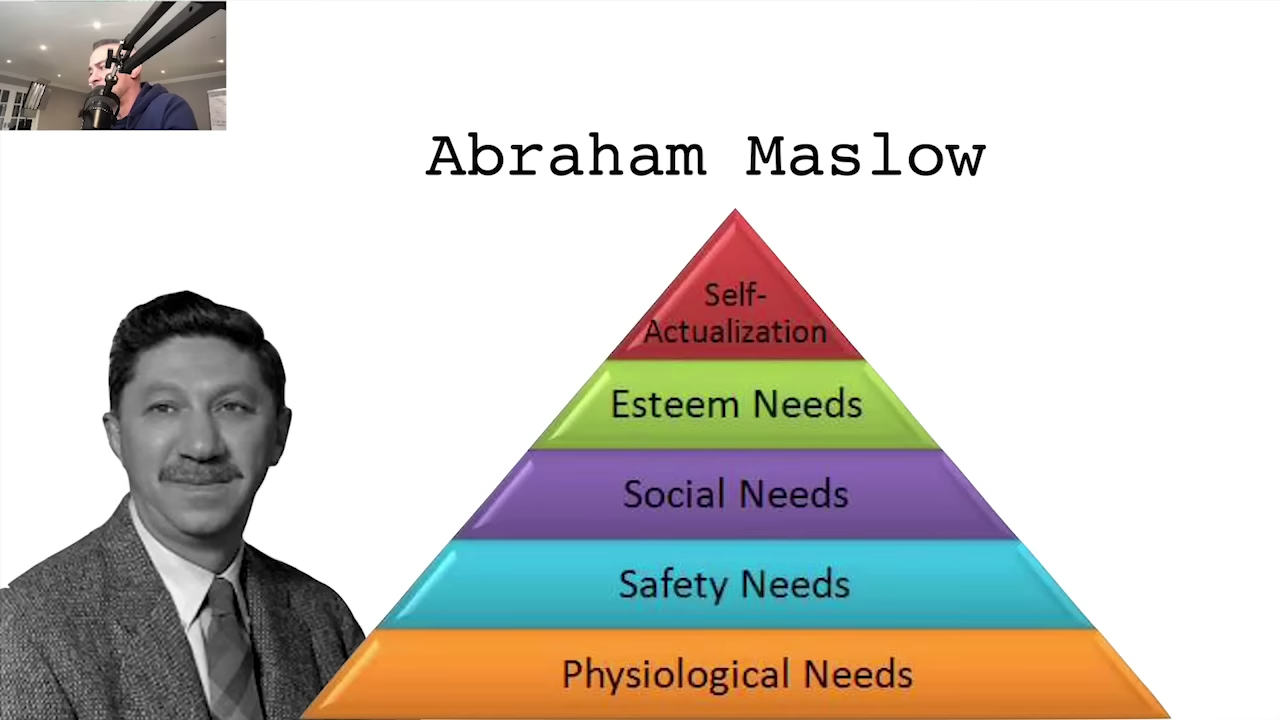 Abraham Maslow
Self-
Actualization
Esteem Needs
Social Needs
Safety Needs
Physiological Needs